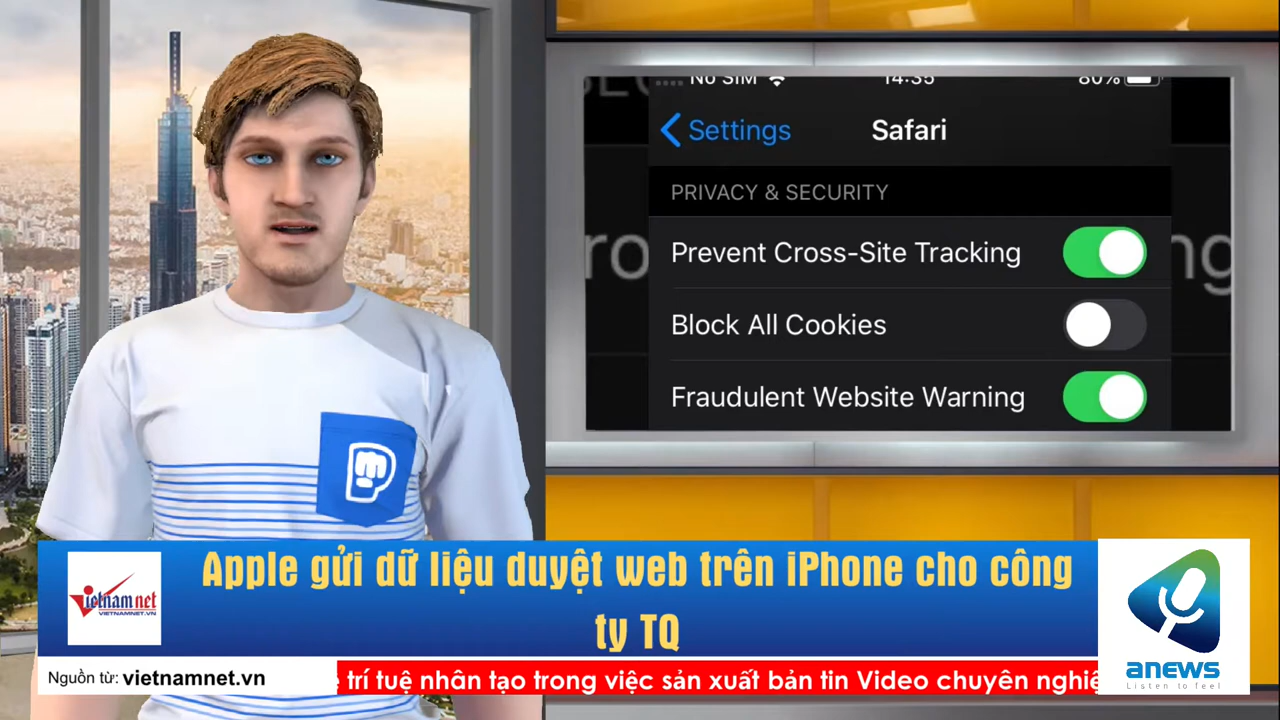 No SIM 14:35 80%
Settings
Safari
PRIVACY & SECURITY
Prevent Cross-Site Tracking
Block All Cookies
Fraudulent Website Warning
Apple gửi dữ liệu duyệt web trên iPhone cho công
ty TQ
Vietnamnet
VIETNAMNET.VN
Nguồn từ: vietnamnet.vn
trí tuệ nhân tạo trong việc sản xuất bản tin Video chuyên
anews
Listen to feel